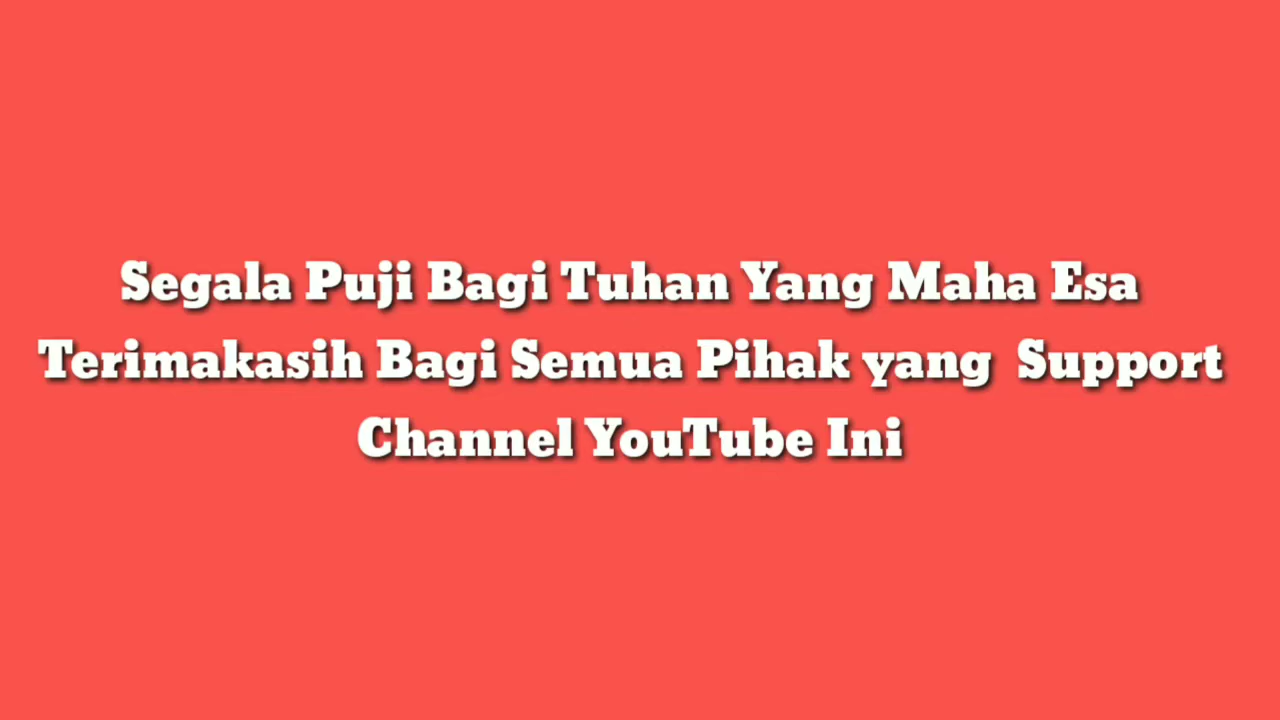 Segala Puji Bagi Tuhan Yang Maha Esa
Terimakasih Bagi Semua Pihak yang  Support
Channel YouTube Ini